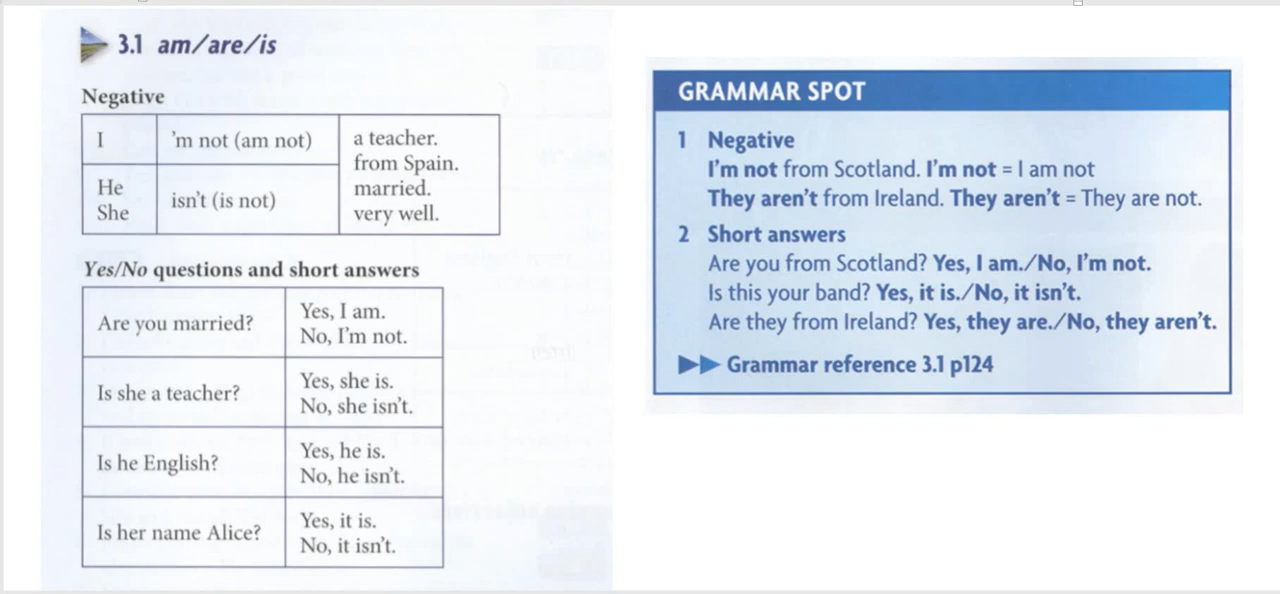 3.1 am/are/is
Negative
I 'm not (am not) a teacher.
from Spain.
He
She isn't (is not) married.
very well.
Yes/No questions and short answers
Are you married? Yes, I am.
No, I'm not.
Is she a teacher? Yes, she is.
No, she isn't.
Is he English? Yes, he is.
No, he isn't.
Is her name Alice? Yes, it is.
No, it isn't.
GRAMMAR SPOT
1 Negative
I'm not from Scotland. I'm not = I am not
They aren't from Ireland. They aren't = They are not.
2 Short answers
Are you from Scotland? Yes, I am./No, I'm not.
Is this your band? Yes, it is./No, it isn't.
Are they from Ireland? Yes, they are./No, they aren't.
Grammar reference 3.1 p124